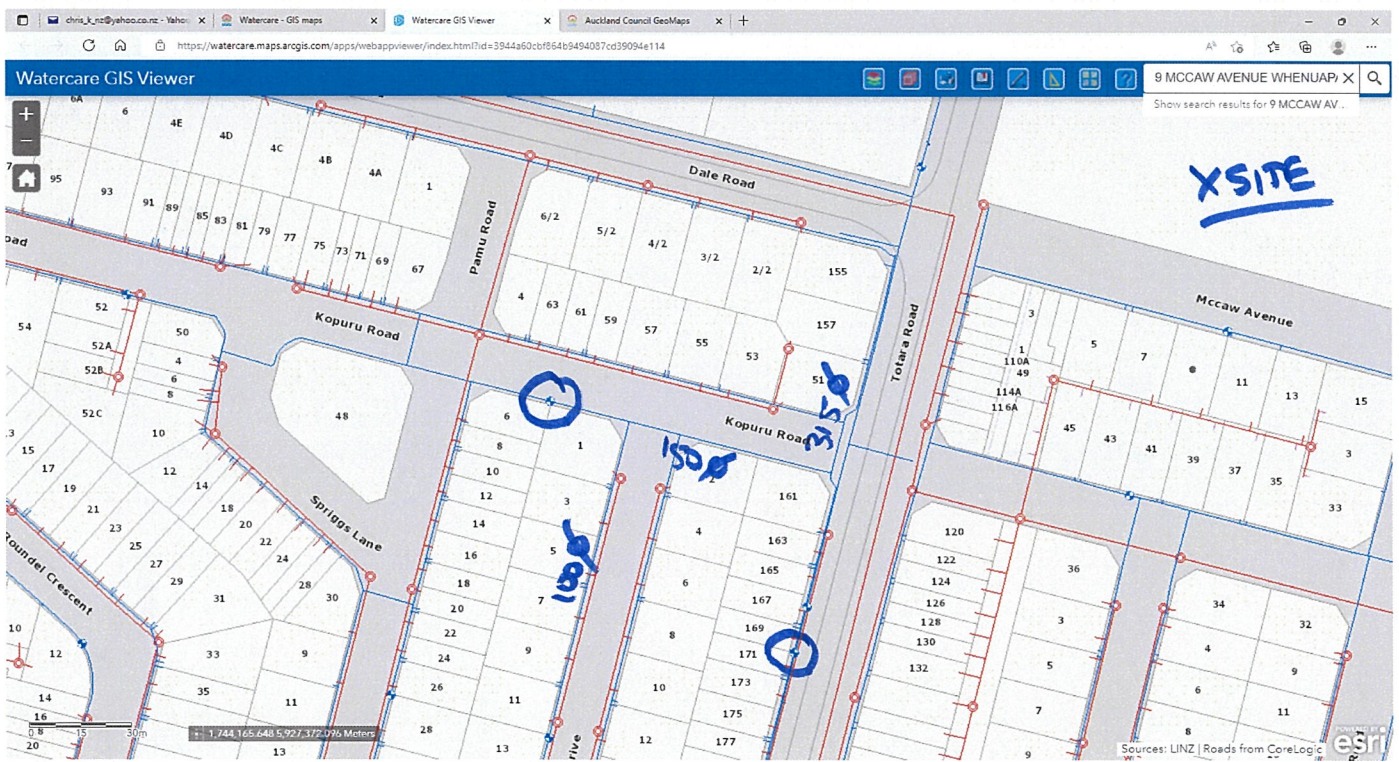 chris_k_nz@yahoo.co.nz - Yahoo
Watercare - GIS maps
Watercare GIS Viewer
Auckland Council GeoMaps
https://watercare.maps.arcgis.com/apps/webappviewer/index.html?id=3944a60cbf864b9494087cd39094e114
Watercare GIS Viewer
9 MCCAW AVENUE WHENUAPA
Show search results for 9 MCCAW AV...
X SITE
6A 6 4E 4D 4C 4B 4A 1
95 93 91 89 85 83 81 79 77 75 73 71 69 67
Dale Road
Pamu Road
6/2 5/2 4/2 3/2 2/2 155
4 63 61 59 57 55 53 157
51
315Ø
Totara Road
Mccaw Avenue
3 5 7 11 13 15
1
110A
49
114A
116A
45 43 41 39 37 35 33 3
oad
Kopuru Road
Kopuru Road
54 52 50
52A 4
52B 6
52C 8
10
48
6 1
8
10
12 3
14
16 5
18
20 7
22
24 9
26
28 11
13
150Ø
100Ø
2 161
4 163
165
6 167
169
8 171
173
10 175
12 177
120
122
124
126
128
130
132
36
3
5
7
9
34 32
4
6 9
8 11
Spriggs Lane
Roundel Crescent
15 17 19 21 23 25 27 29 31
12 14 18 20 22 24 28 30
33 9
35 11
13
10
12
14
16
20
rive
0 15 30m
1,744,165.648 5,927,372.096 Meters
Sources: LINZ | Roads from CoreLogic
POWERED BY
esri